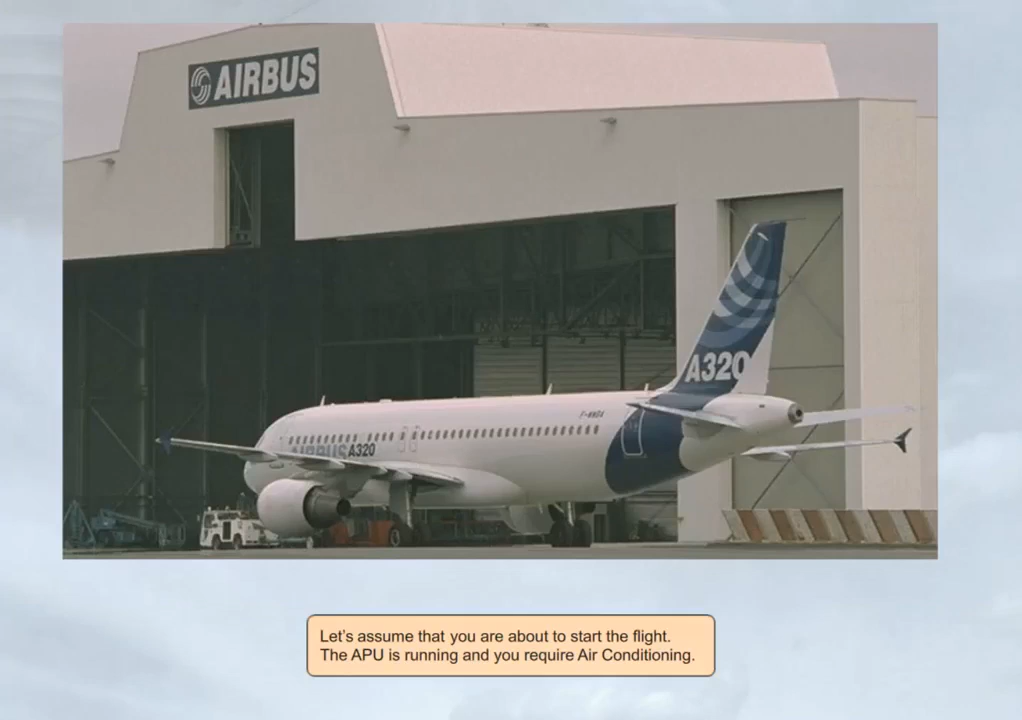 AIRBUS
A320
F-WWBA
AIRBUS A320
Let's assume that you are about to start the flight.
The APU is running and you require Air Conditioning.